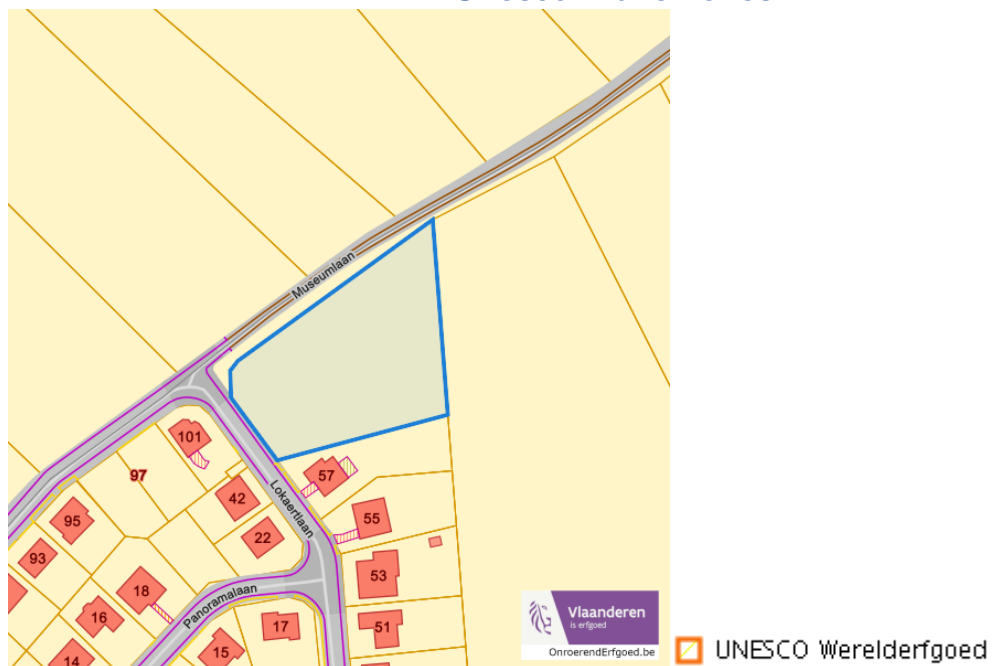 Museumlaan
101
97
57
42
Lokaertlaan
95
55
22
93
53
18
Panoramalaan
16
17
51
15
14
Vlaanderen
is erfgoed
OnroerendErfgoed.be
UNESCO Werelderfgoed